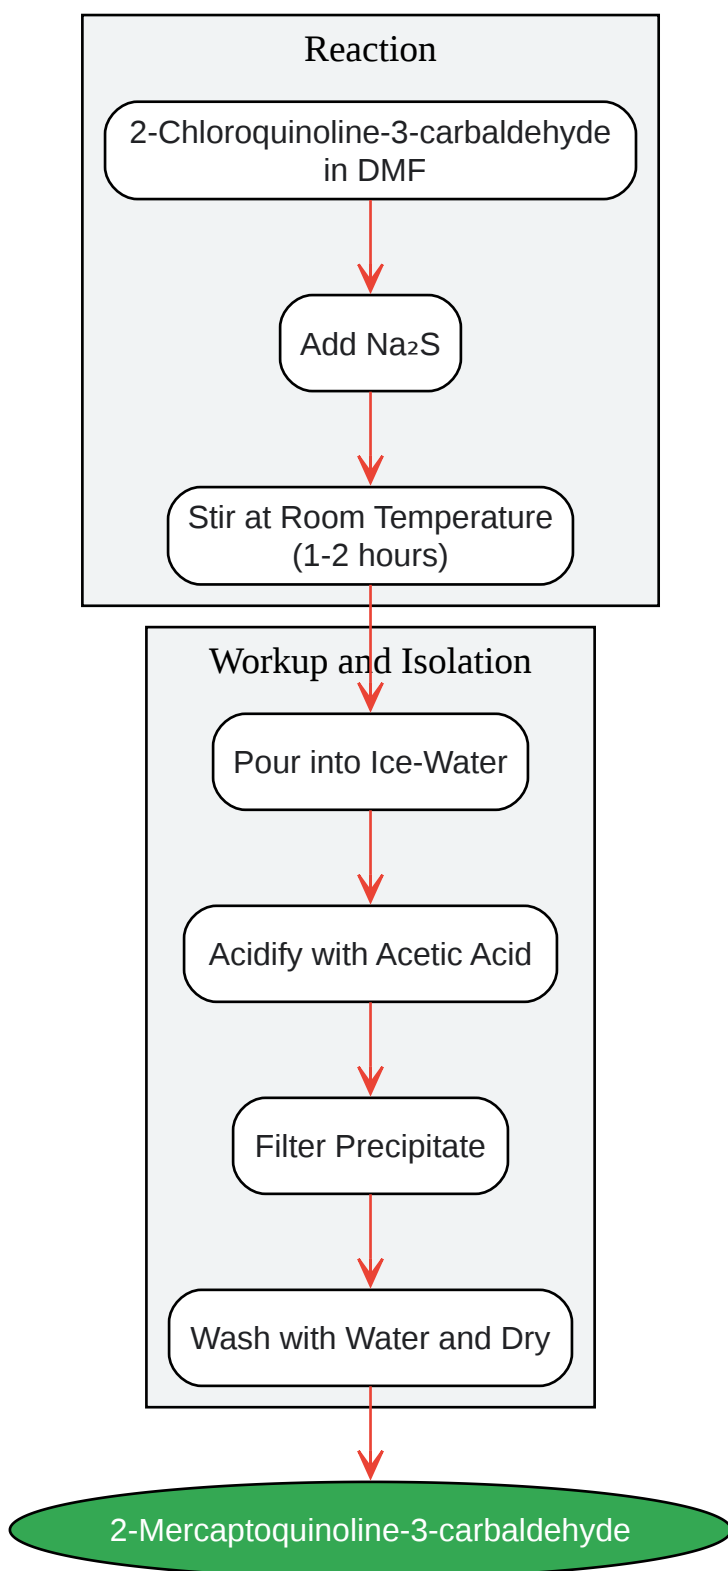 Reaction
2-Chloroquinoline-3-carbaldehyde
in DMF
Add Na₂S
Stir at Room Temperature
(1-2 hours)
Workup and Isolation
Pour into Ice-Water
Acidify with Acetic Acid
Filter Precipitate
Wash with Water and Dry
2-Mercaptoquinoline-3-carbaldehyde